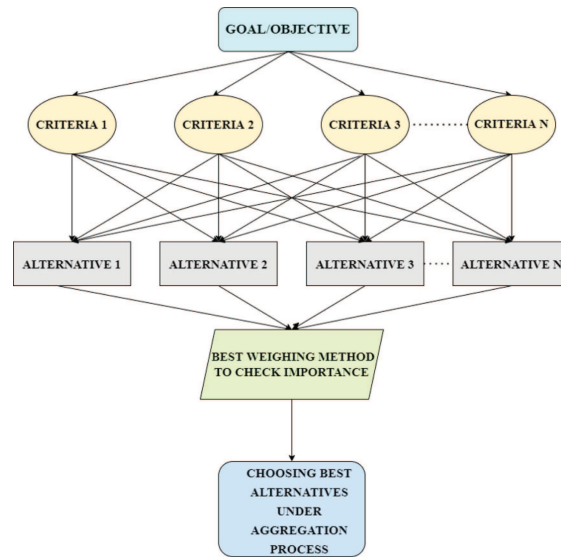 GOAL/OBJECTIVE
CRITERIA 1
CRITERIA 2
CRITERIA 3
CRITERIA N
ALTERNATIVE 1
ALTERNATIVE 2
ALTERNATIVE 3
ALTERNATIVE N
BEST WEIGHING METHOD
TO CHECK IMPORTANCE
CHOOSING BEST
ALTERNATIVES
UNDER
AGGREGATION
PROCESS